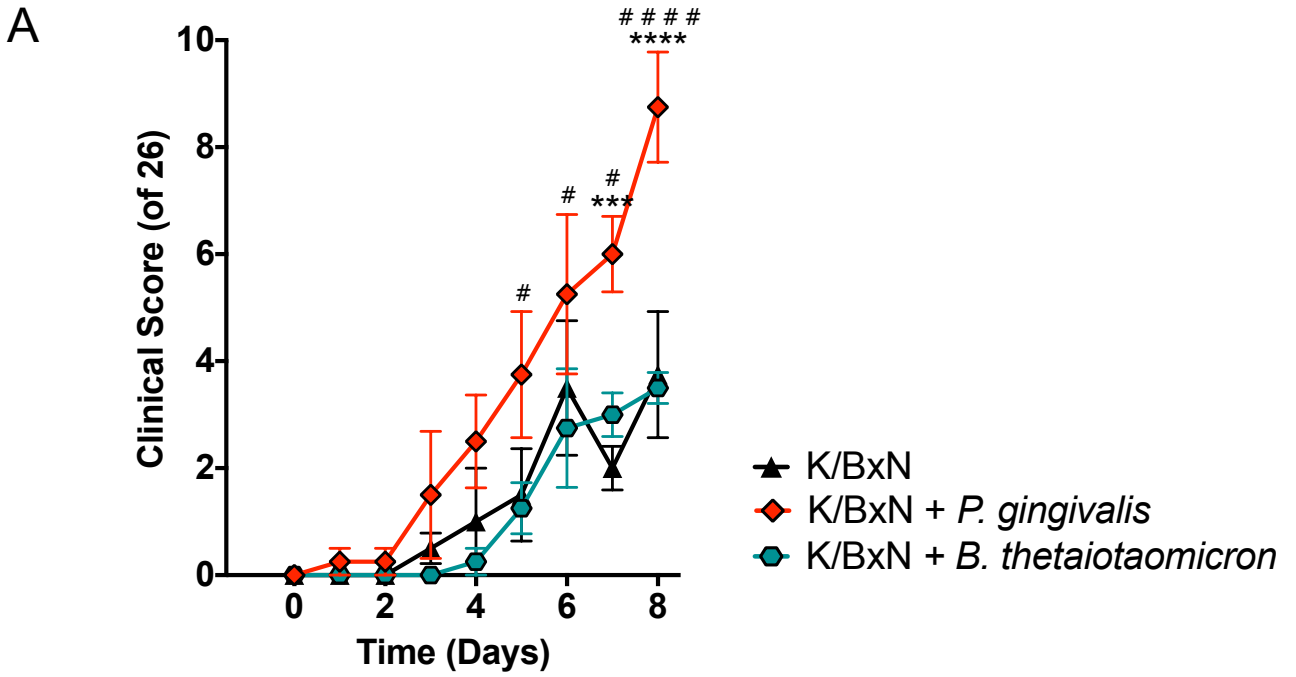 A
# # # #
****
10
#
#
***
8
#
6
4
2
0
0 2 4 6 8
Clinical Score (of 26)
Time (Days)
K/BxN
K/BxN + P. gingivalis
K/BxN + B. thetaiotaomicron